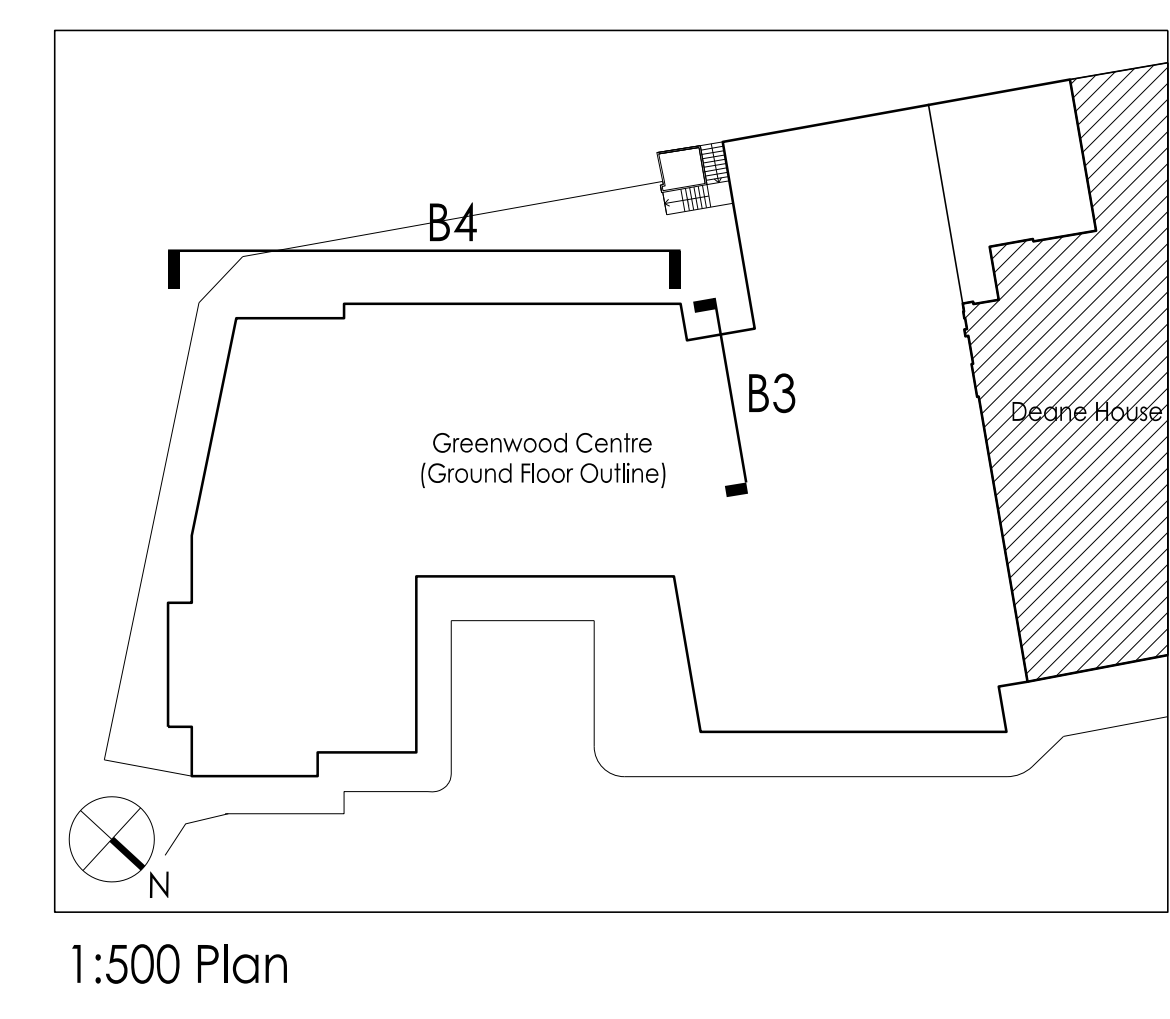 B4
B3
Deane House
Greenwood Centre
(Ground Floor Outline)
N
1:500 Plan